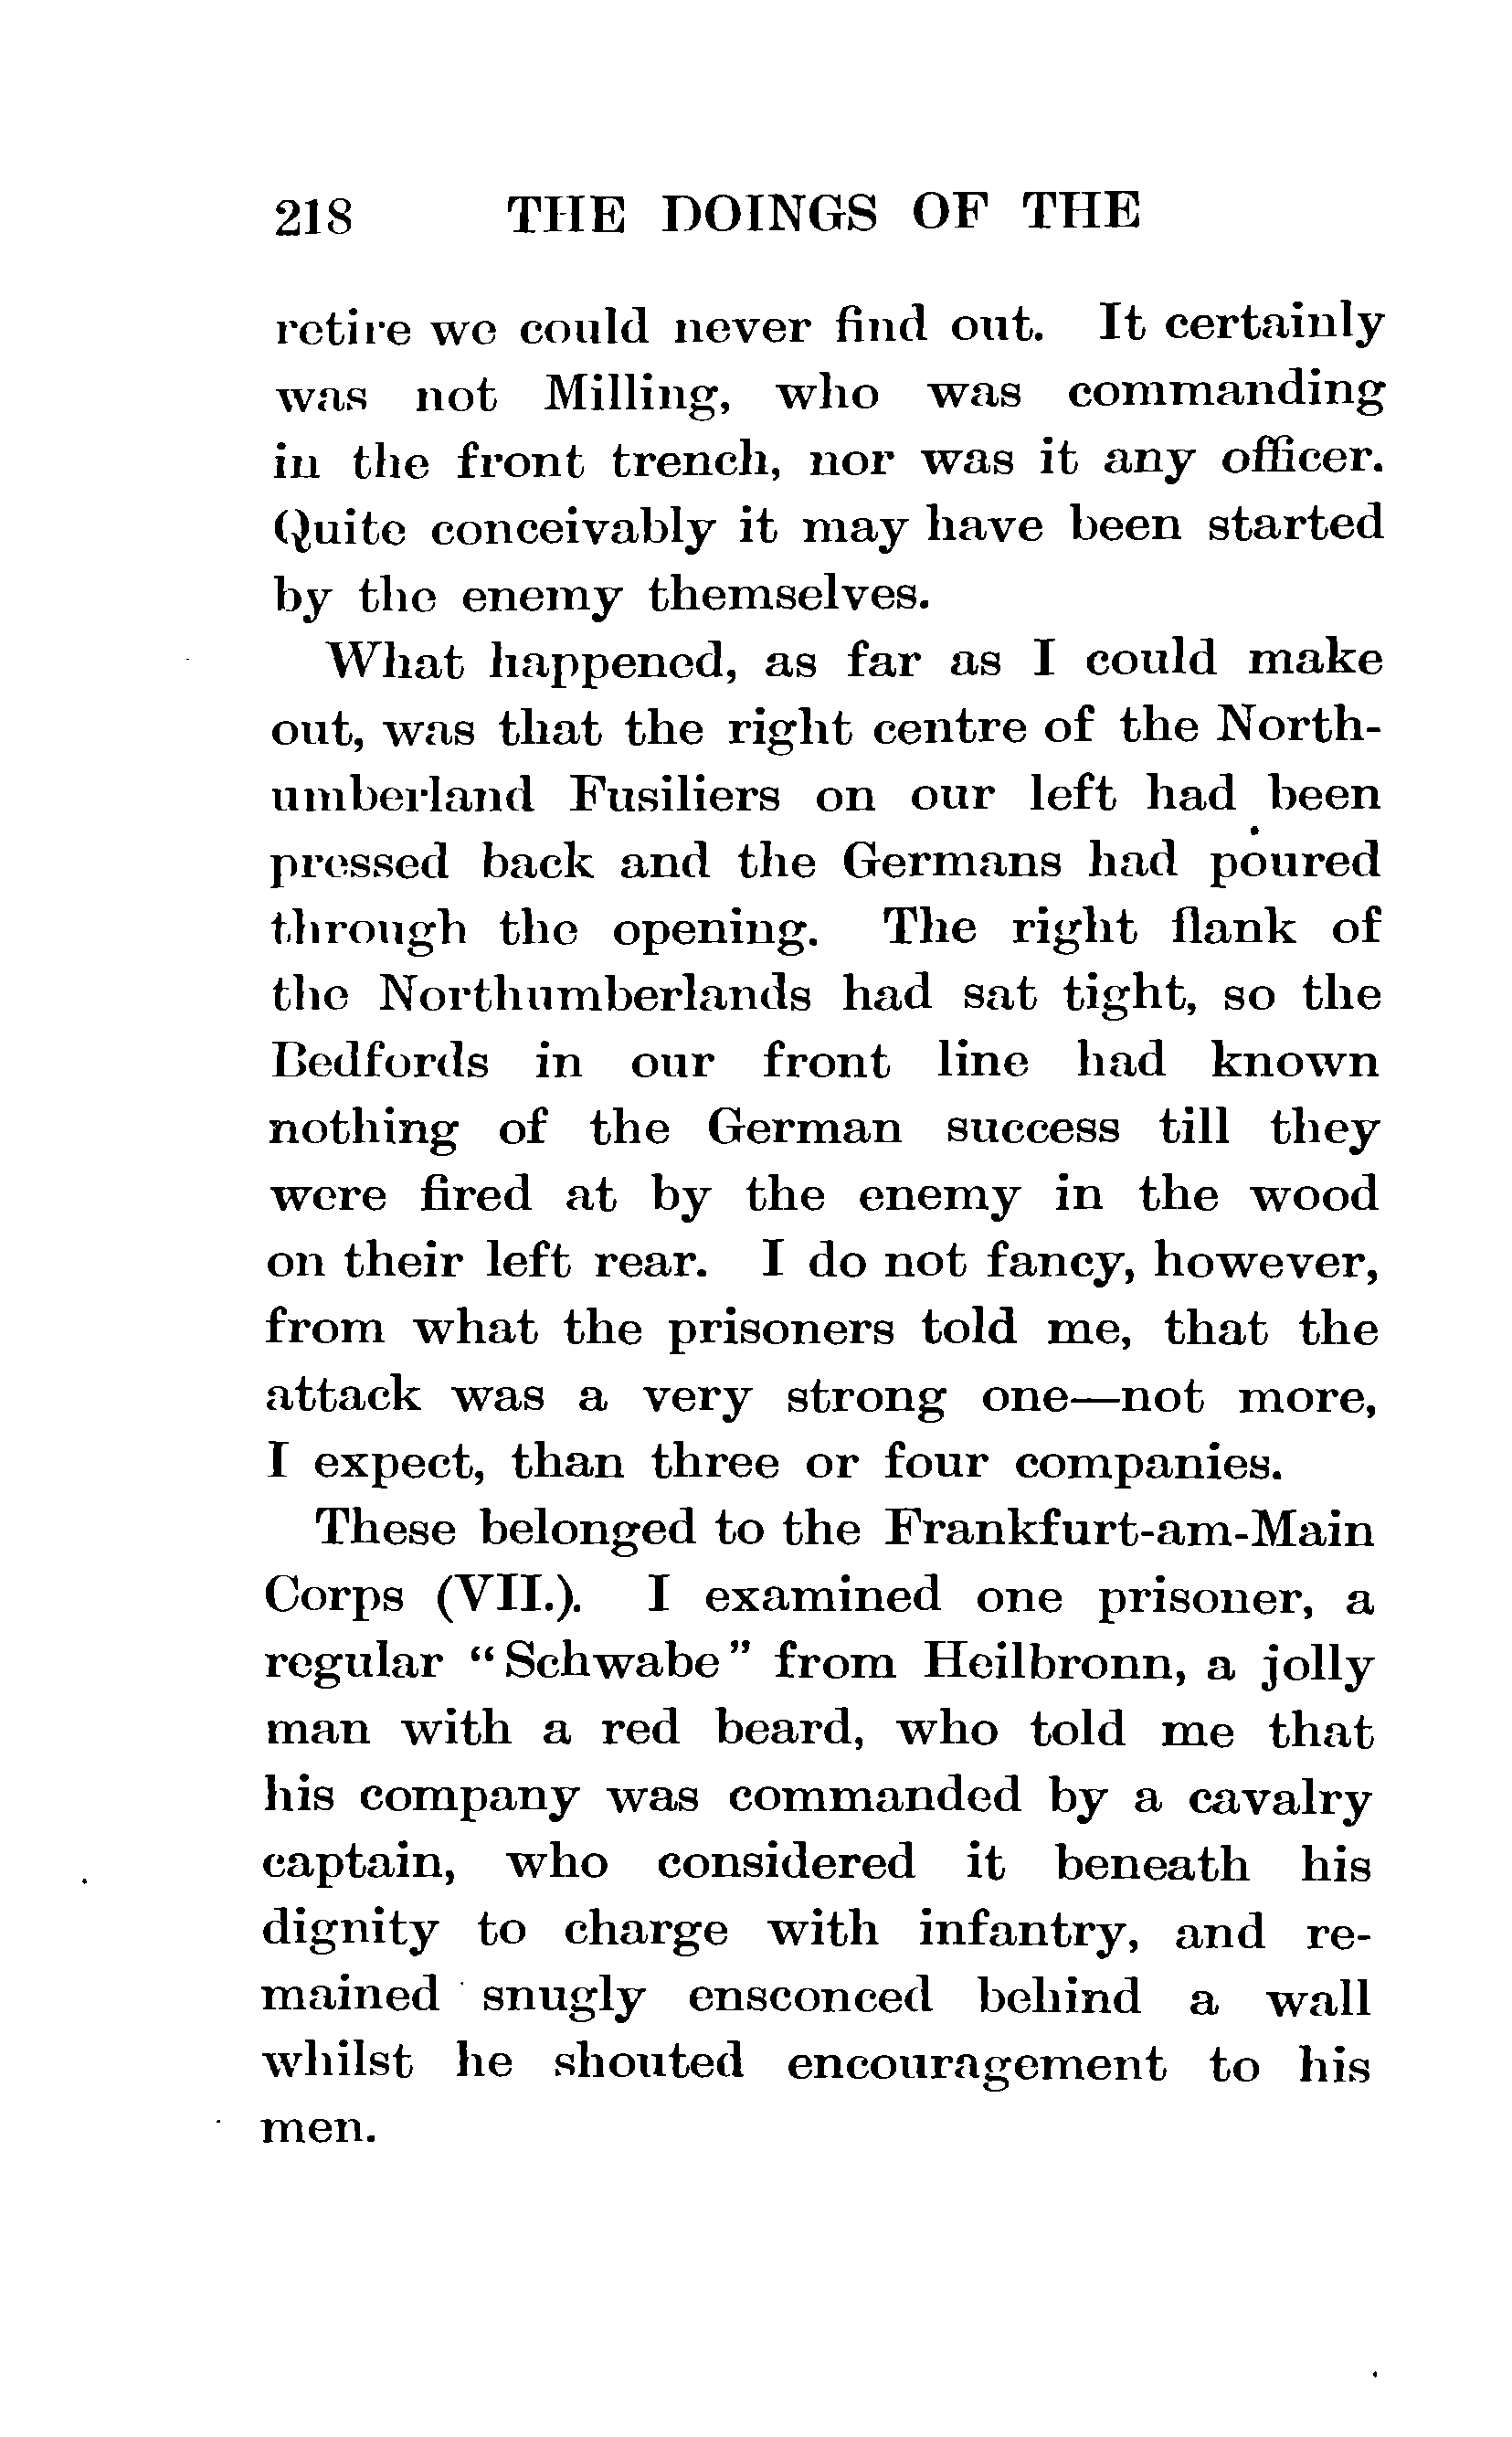 218 THE DOINGS OF THE
retire we could never find out. It certainly
was not Milling, who was commanding
in the front trench, nor was it any officer.
Quite conceivably it may have been started
by the enemy themselves.
What happened, as far as I could make
out, was that the right centre of the North-
umberland Fusiliers on our left had been
pressed back and the Germans had poured
through the opening. The right flank of
the Northumberlands had sat tight, so the
Bedfords in our front line had known
nothing of the German success till they
were fired at by the enemy in the wood
on their left rear. I do not fancy, however,
from what the prisoners told me, that the
attack was a very strong one—not more,
I expect, than three or four companies.
These belonged to the Frankfurt-am-Main
Corps (VII.). I examined one prisoner, a
regular “Schwabe” from Heilbronn, a jolly
man with a red beard, who told me that
his company was commanded by a cavalry
captain, who considered it beneath his
dignity to charge with infantry, and re-
mained snugly ensconced behind a wall
whilst he shouted encouragement to his
men.